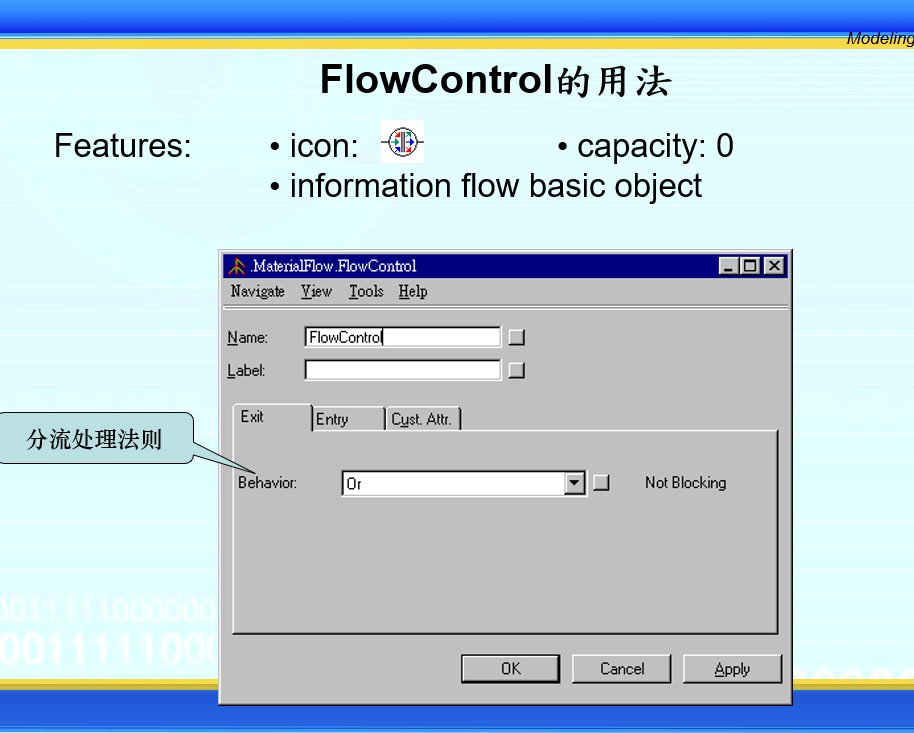 Modeling
FlowControl的用法
Features: • icon: • capacity: 0
• information flow basic object
.MaterialFlow.FlowControl
Navigate View Tools Help
Name: FlowControl
Label:
Exit Entry Cust. Attr.
分流处理法则
Behavior: Or Not Blocking
OK Cancel Apply
00111110000000
00111110000